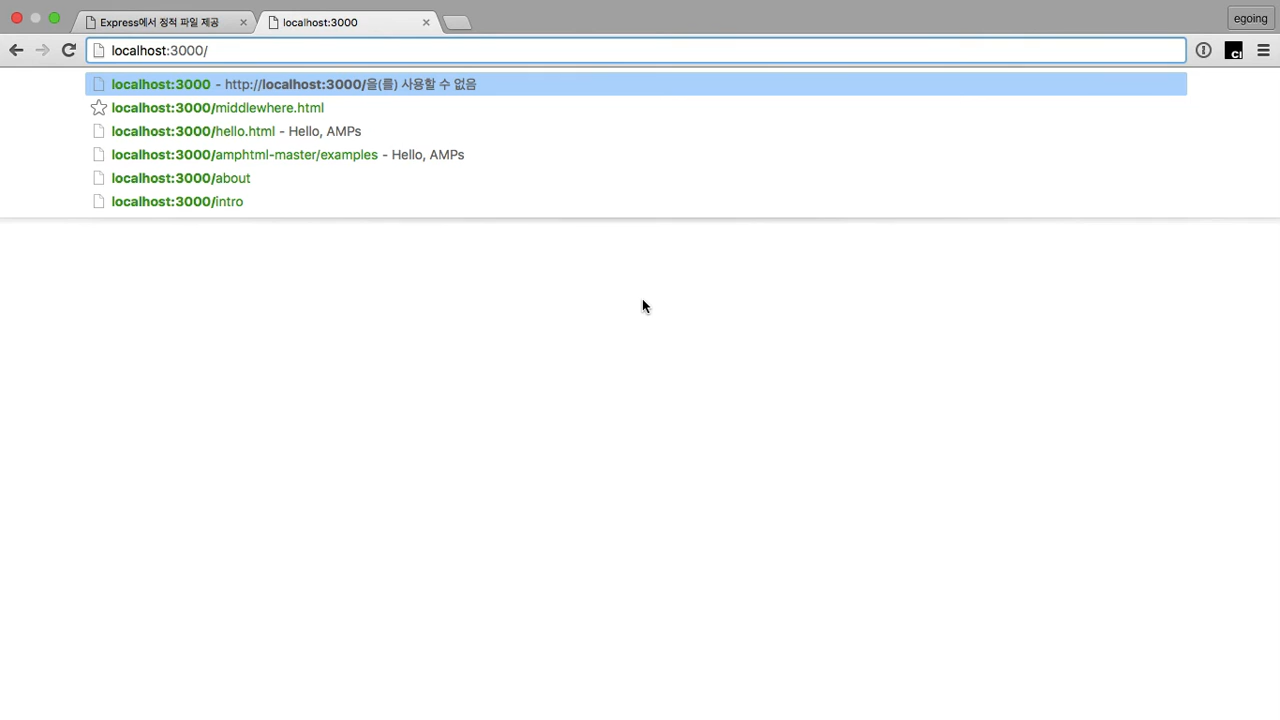 Express에서 정적 파일 제공
localhost:3000
egoing
localhost:3000/
CI
localhost:3000 - http://localhost:3000/을(를) 사용할 수 없음
localhost:3000/middlewhere.html
localhost:3000/hello.html - Hello, AMPs
localhost:3000/amphtml-master/examples - Hello, AMPs
localhost:3000/about
localhost:3000/intro